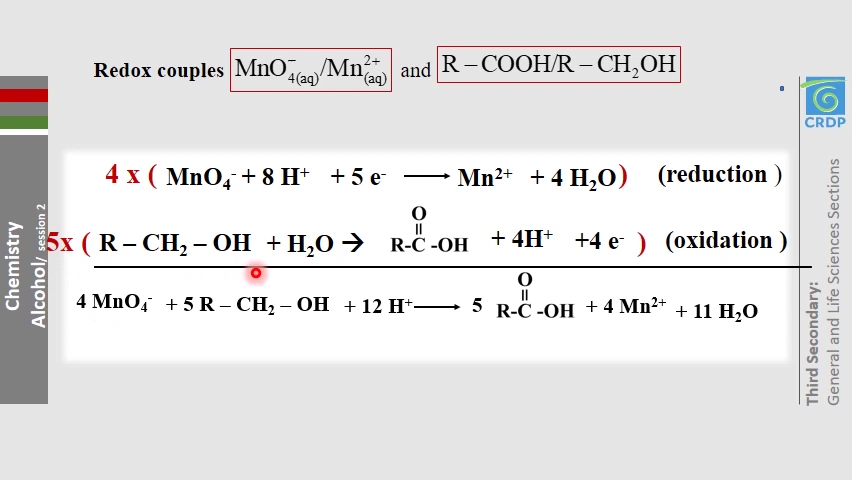 Redox couples MnO₄⁻(aq)/Mn²⁺(aq) and R – COOH/R – CH₂OH
CRDP
4 x ( MnO₄⁻ + 8 H⁺ + 5 e⁻ ⟶ Mn²⁺ + 4 H₂O ) (reduction )
O
5x ( R – CH₂ – OH + H₂O → R-C -OH + 4H⁺ +4 e⁻ ) (oxidation )
O
4 MnO₄⁻ + 5 R – CH₂ – OH + 12 H⁺ ⟶ 5 R-C -OH + 4 Mn²⁺ + 11 H₂O
Chemistry
Alcohol/ session 2
Third Secondary:
General and Life Sciences Sections